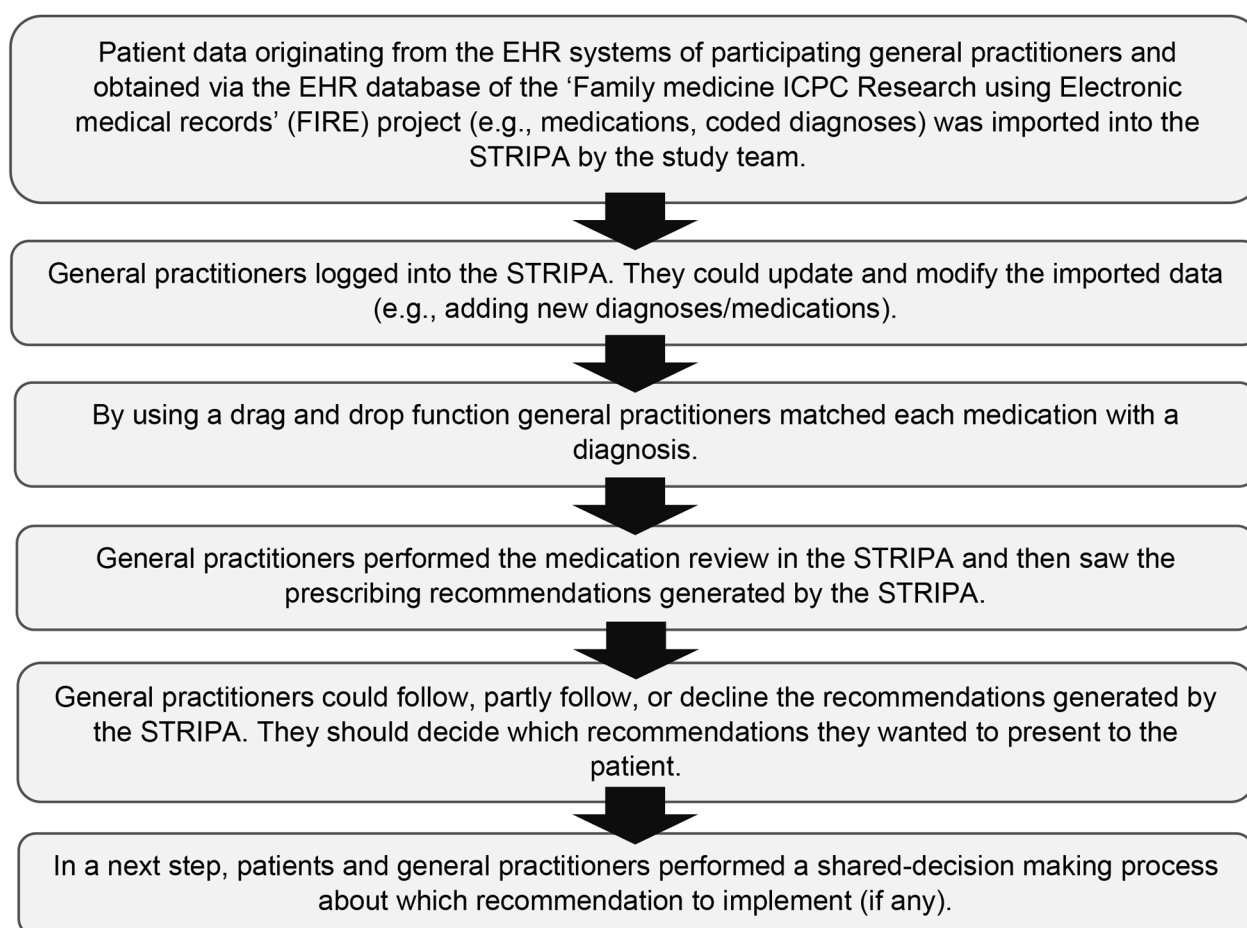 Patient data originating from the EHR systems of participating general practitioners and
obtained via the EHR database of the ‘Family medicine ICPC Research using Electronic
medical records’ (FIRE) project (e.g., medications, coded diagnoses) was imported into the
STRIPA by the study team.
General practitioners logged into the STRIPA. They could update and modify the imported data
(e.g., adding new diagnoses/medications).
By using a drag and drop function general practitioners matched each medication with a
diagnosis.
General practitioners performed the medication review in the STRIPA and then saw the
prescribing recommendations generated by the STRIPA.
General practitioners could follow, partly follow, or decline the recommendations generated by
the STRIPA. They should decide which recommendations they wanted to present to the
patient.
In a next step, patients and general practitioners performed a shared-decision making process
about which recommendation to implement (if any).